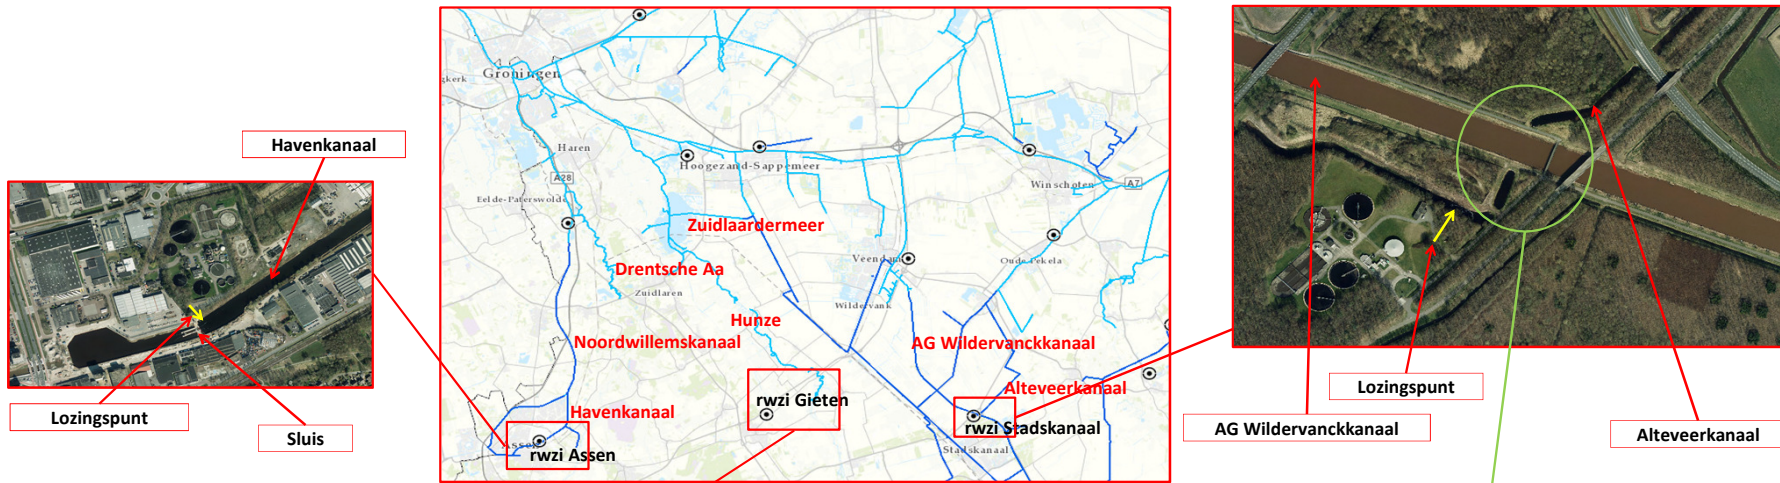 Havenkanaal
Lozingspunt
Sluis
Groningen
Haren
A28
Eelde-Paterswolde
Hoogezand-Sappemeer
Winschoten
A7
Zuidlaardermeer
Drentsche Aa
Zuidlaren
Veendam
Oude Pekela
Wildervank
Hunze
Noordwillemskanaal
AG Wildervanckkanaal
Alteveerkanaal
Havenkanaal
rwzi Gieten
rwzi Stadskanaal
Stadskanaal
Assen
rwzi Assen
Lozingspunt
AG Wildervanckkanaal
Alteveerkanaal